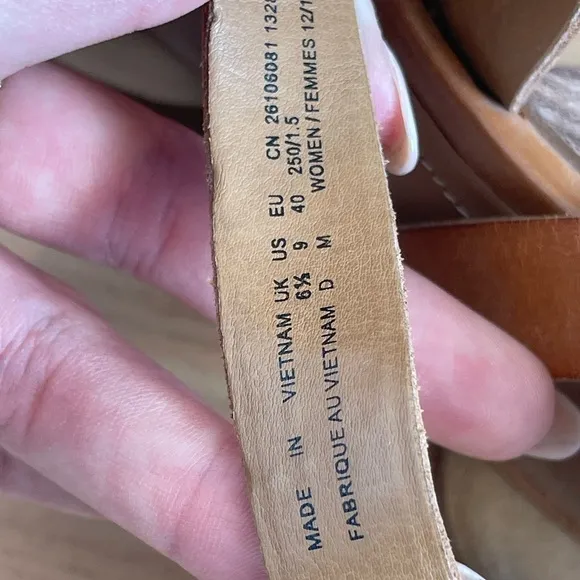 MADE IN VIETNAM UK US EU CN 26106081 1328
6½ 9 40 250/1.5
FABRIQUE AU VIETNAM D M WOMEN / FEMMES 12/1